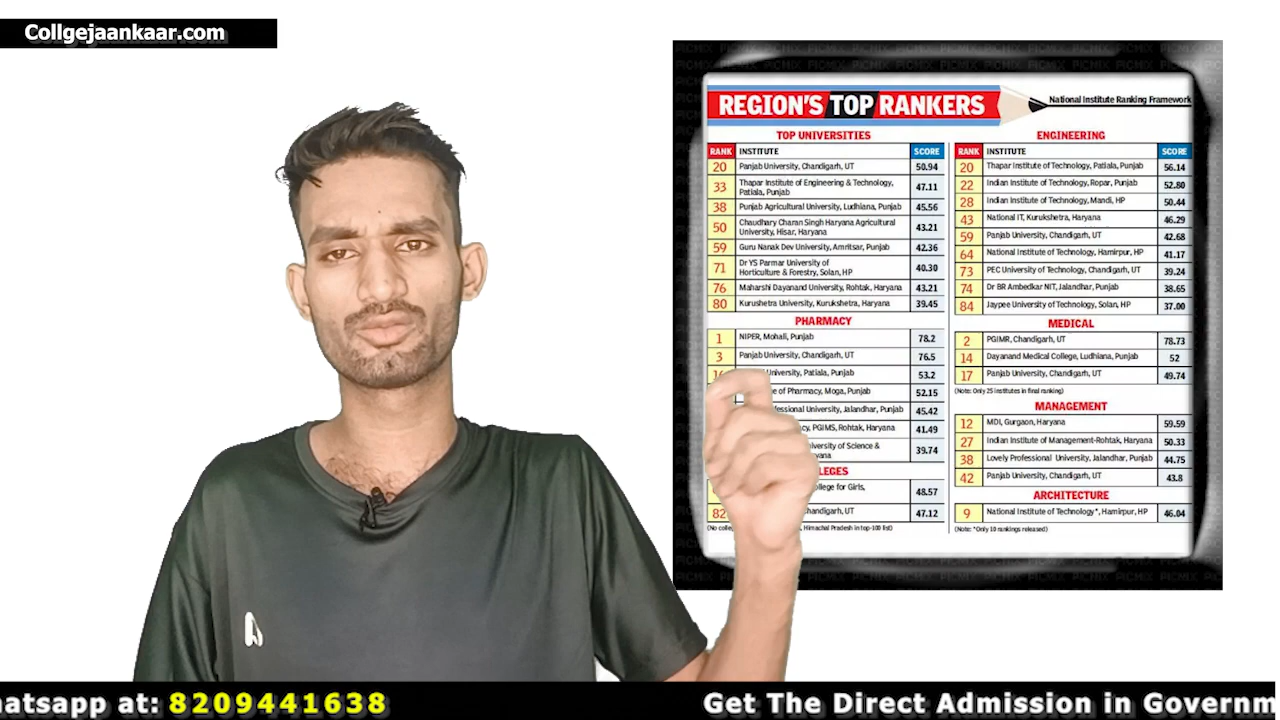 Collgejaankaar.com
REGION'S TOP RANKERS
National Institute Ranking Framework
TOP UNIVERSITIES
RANK INSTITUTE SCORE
20 Panjab University, Chandigarh, UT 50.94
33 Thapar Institute of Engineering & Technology,
Patiala, Punjab 47.11
38 Punjab Agricultural University, Ludhiana, Punjab 45.56
50 Chaudhary Charan Singh Haryana Agricultural
University, Hisar, Haryana 43.21
59 Guru Nanak Dev University, Amritsar, Punjab 42.36
71 Dr YS Parmar University of
Horticulture & Forestry, Solan, HP 40.30
76 Maharshi Dayanand University, Rohtak, Haryana 43.21
80 Kurushetra University, Kurukshetra, Haryana 39.45
PHARMACY
1 NIPER, Mohali, Punjab 78.2
3 Panjab University, Chandigarh, UT 76.5
University, Patiala, Punjab 53.2
of Pharmacy, Moga, Punjab 52.15
University, Jalandhar, Punjab 45.42
PGIMS, Rohtak, Haryana 41.49
of Science &
39.74
for Girls,
48.57
82 Chandigarh, UT 47.12
(No Himachal Pradesh in top-100 list)
ENGINEERING
RANK INSTITUTE SCORE
20 Thapar Institute of Technology, Patiala, Punjab 56.14
22 Indian Institute of Technology, Ropar, Punjab 52.80
28 Indian Institute of Technology, Mandi, HP 50.44
43 National IT, Kurukshetra, Haryana 46.29
59 Panjab University, Chandigarh, UT 42.68
64 National Institute of Technology, Hamirpur, HP 41.17
73 PEC University of Technology, Chandigarh, UT 39.24
74 Dr BR Ambedkar NIT, Jalandhar, Punjab 38.65
84 Jaypee University of Technology, Solan, HP 37.00
MEDICAL
2 PGIMR, Chandigarh, UT 78.73
14 Dayanand Medical College, Ludhiana, Punjab 52
17 Panjab University, Chandigarh, UT 49.74
(Note: Only 25 institutes in final ranking)
MANAGEMENT
12 MDI, Gurgaon, Haryana 59.59
27 Indian Institute of Management-Rohtak, Haryana 50.33
38 Lovely Professional University, Jalandhar, Punjab 44.75
42 Panjab University, Chandigarh, UT 43.8
ARCHITECTURE
9 National Institute of Technology*, Hamirpur, HP 46.04
(Note: *Only 10 rankings released)
at: 8209441638 Get The Direct Admission in